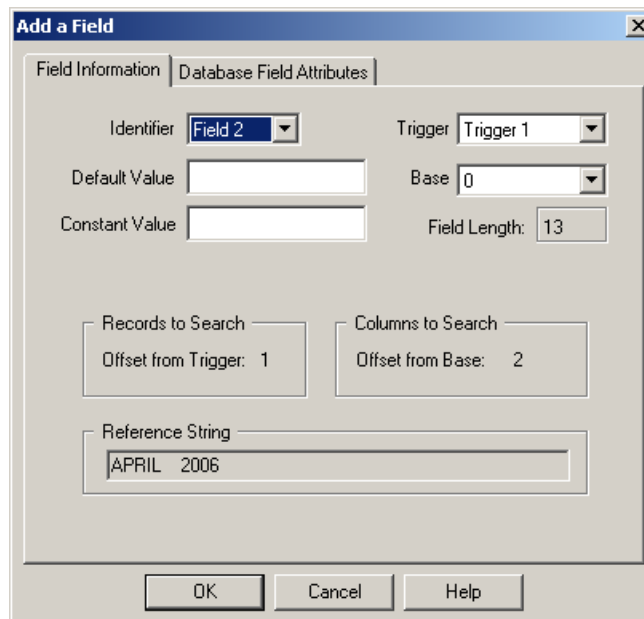 Add a Field
Field Information Database Field Attributes
Identifier Field 2 Trigger Trigger 1
Default Value Base 0
Constant Value Field Length: 13
Records to Search Columns to Search
Offset from Trigger: 1 Offset from Base: 2
Reference String
APRIL 2006
OK Cancel Help